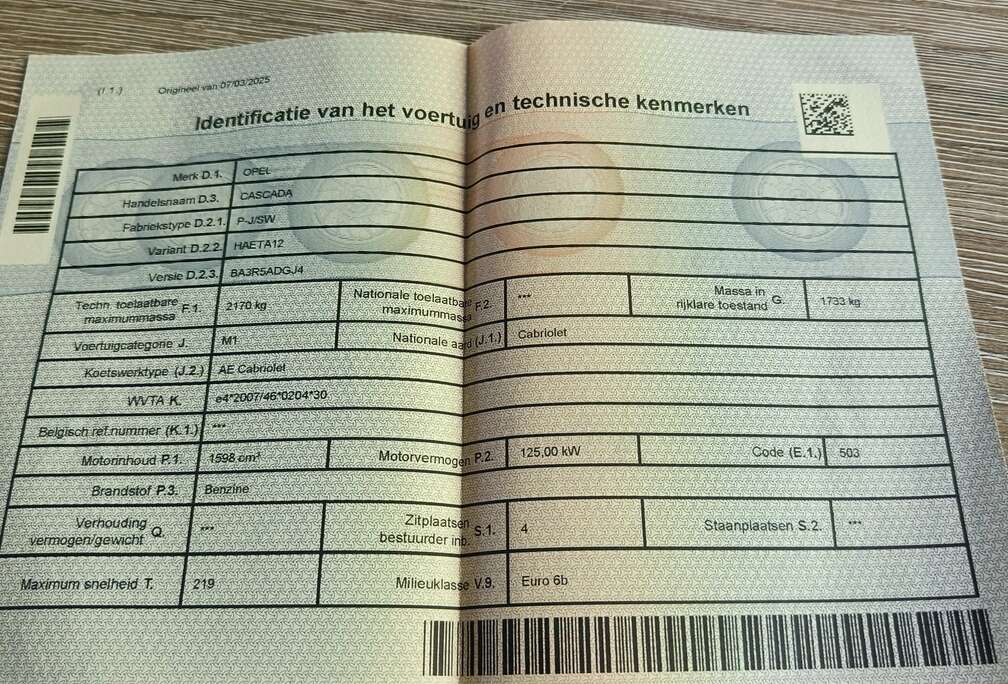 (I.1.) Origineel van 07/03/2025
Identificatie van het voertuig en technische kenmerken
Merk D.1. OPEL
Handelsnaam D.3. CASCADA
Fabriekstype D.2.1. P-J/SW
Variant D.2.2. HAETA12
Versie D.2.3. BA3R5ADGJ4
Techn. toelaatbare maximummassa F.1. 2170 kg Nationale toelaatbare maximummassa F.2. *** Massa in rijklare toestand G. 1733 kg
Voertuigcategorie J. M1 Nationale aard (J.1.) Cabriolet
Koetswerktype (J.2.) AE Cabriolet
WVTA K. e4*2007/46*0204*30
Belgisch ref.nummer (K.1.) ***
Motorinhoud P.1. 1598 cm³ Motorvermogen P.2. 125,00 kW Code (E.1.) 503
Brandstof P.3. Benzine
Verhouding vermogen/gewicht Q. *** Zitplaatsen bestuurder inb. S.1. 4 Staanplaatsen S.2. ***
Maximum snelheid T. 219 Milieuklasse V.9. Euro 6b